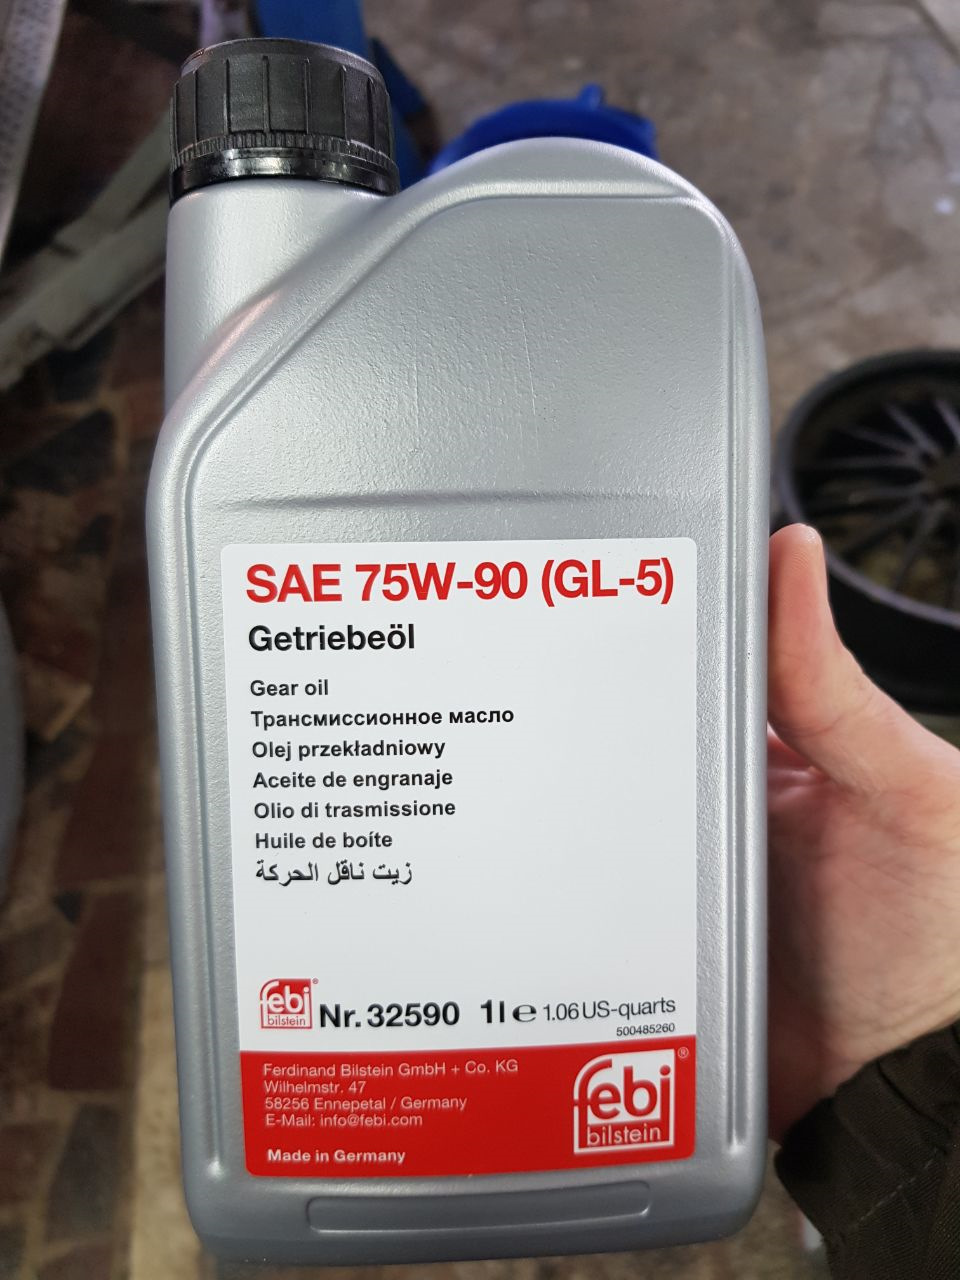 SAE 75W-90 (GL-5)
Getriebeöl
Gear oil
Трансмиссионное масло
Olej przekładniowy
Aceite de engranaje
Olio di trasmissione
Huile de boîte
زيت ناقل الحركة
febi®
bilstein
Nr. 32590 1l ℮ 1.06 US-quarts
500485260
Ferdinand Bilstein GmbH + Co. KG
Wilhelmstr. 47
58256 Ennepetal / Germany
E-Mail: info@febi.com
Made in Germany
febi®
bilstein